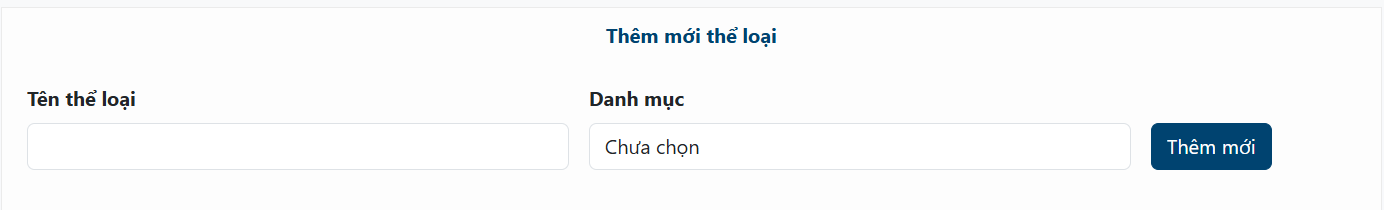 Thêm mới thể loại
Tên thể loại
Danh mục
Chưa chọn
Thêm mới